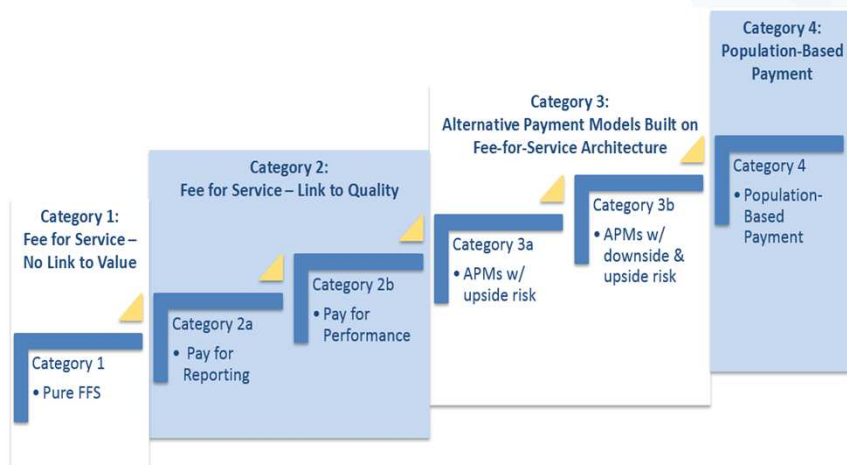 Category 1:
Fee for Service –
No Link to Value
Category 1
• Pure FFS
Category 2:
Fee for Service – Link to Quality
Category 2a
• Pay for
Reporting
Category 2b
• Pay for
Performance
Category 3:
Alternative Payment Models Built on
Fee-for-Service Architecture
Category 3a
• APMs w/
upside risk
Category 3b
• APMs w/
downside &
upside risk
Category 4:
Population-Based
Payment
Category 4
• Population-
Based
Payment